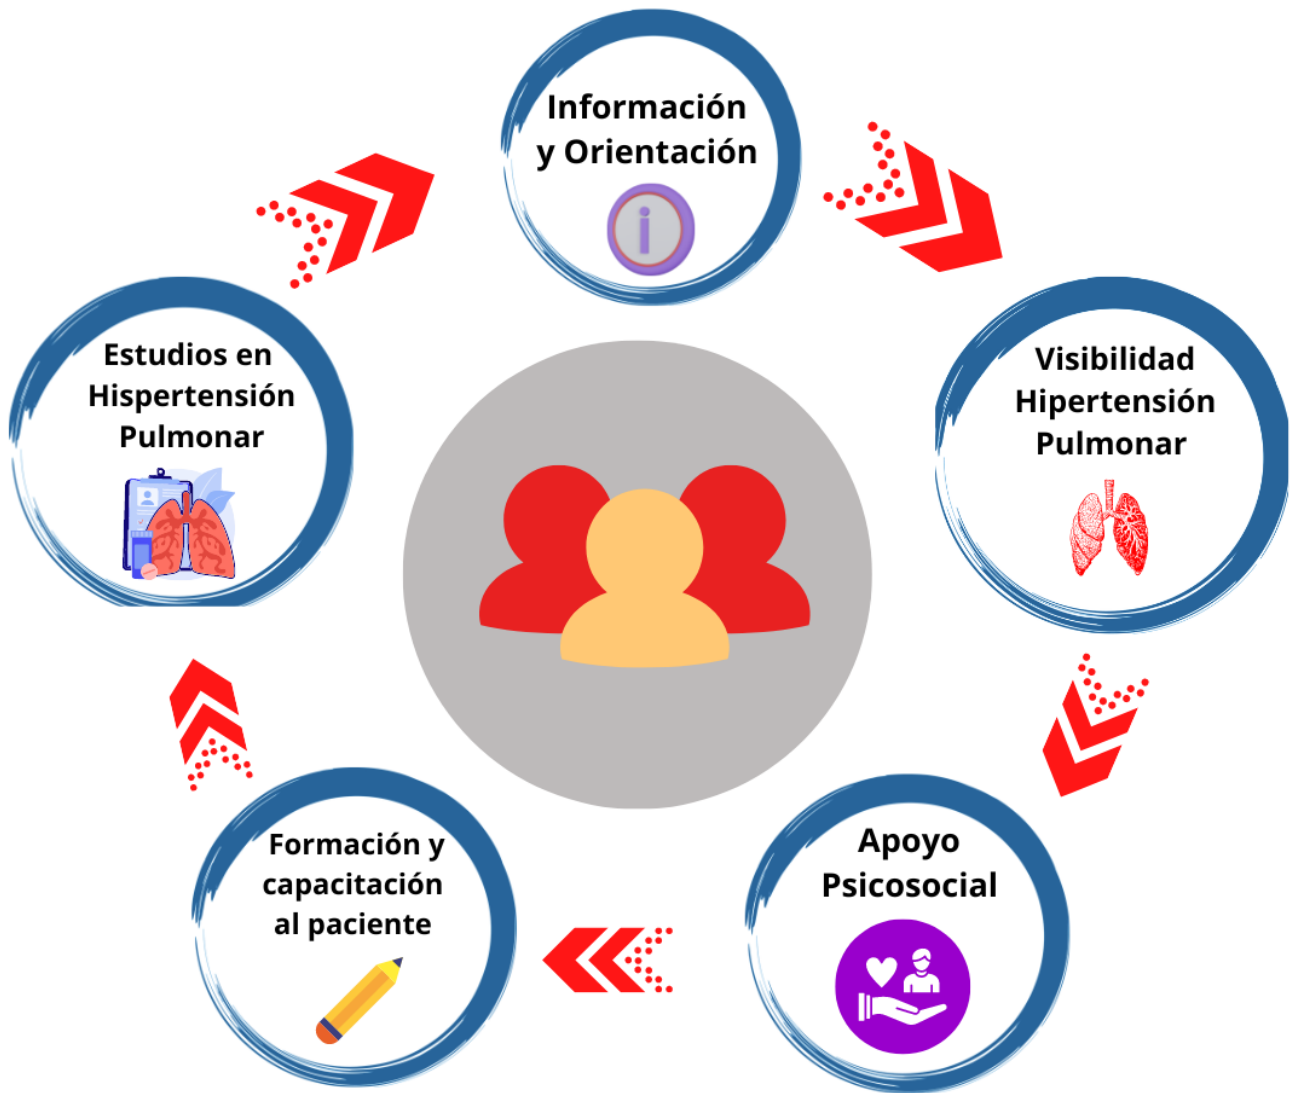 Información
y Orientación
Visibilidad
Hipertensión
Pulmonar
Apoyo
Psicosocial
Formación y
capacitación
al paciente
Estudios en
Hispertensión
Pulmonar